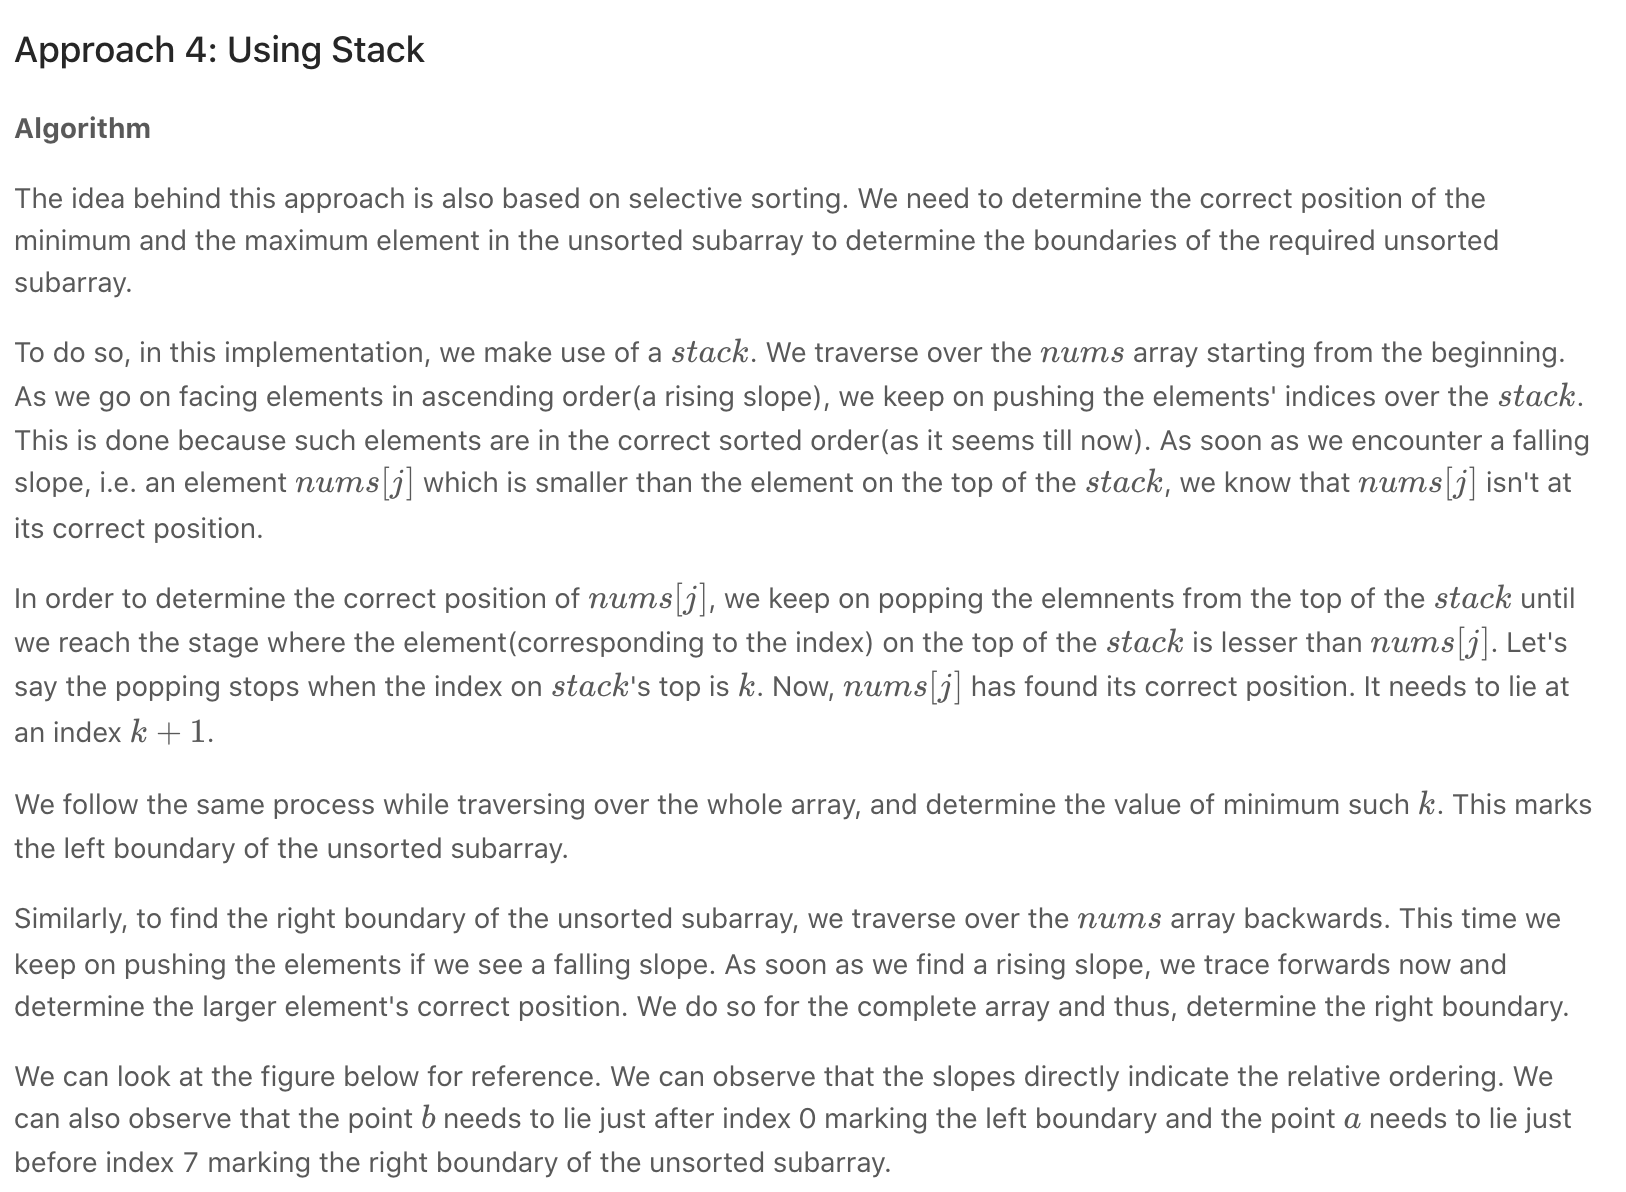 Approach 4: Using Stack
Algorithm
The idea behind this approach is also based on selective sorting. We need to determine the correct position of the
minimum and the maximum element in the unsorted subarray to determine the boundaries of the required unsorted
subarray.
To do so, in this implementation, we make use of a stack. We traverse over the nums array starting from the beginning.
As we go on facing elements in ascending order(a rising slope), we keep on pushing the elements' indices over the stack.
This is done because such elements are in the correct sorted order(as it seems till now). As soon as we encounter a falling
slope, i.e. an element nums[j] which is smaller than the element on the top of the stack, we know that nums[j] isn't at
its correct position.
In order to determine the correct position of nums[j], we keep on popping the elemnents from the top of the stack until
we reach the stage where the element(corresponding to the index) on the top of the stack is lesser than nums[j]. Let's
say the popping stops when the index on stack's top is k. Now, nums[j] has found its correct position. It needs to lie at
an index k + 1.
We follow the same process while traversing over the whole array, and determine the value of minimum such k. This marks
the left boundary of the unsorted subarray.
Similarly, to find the right boundary of the unsorted subarray, we traverse over the nums array backwards. This time we
keep on pushing the elements if we see a falling slope. As soon as we find a rising slope, we trace forwards now and
determine the larger element's correct position. We do so for the complete array and thus, determine the right boundary.
We can look at the figure below for reference. We can observe that the slopes directly indicate the relative ordering. We
can also observe that the point b needs to lie just after index 0 marking the left boundary and the point a needs to lie just
before index 7 marking the right boundary of the unsorted subarray.